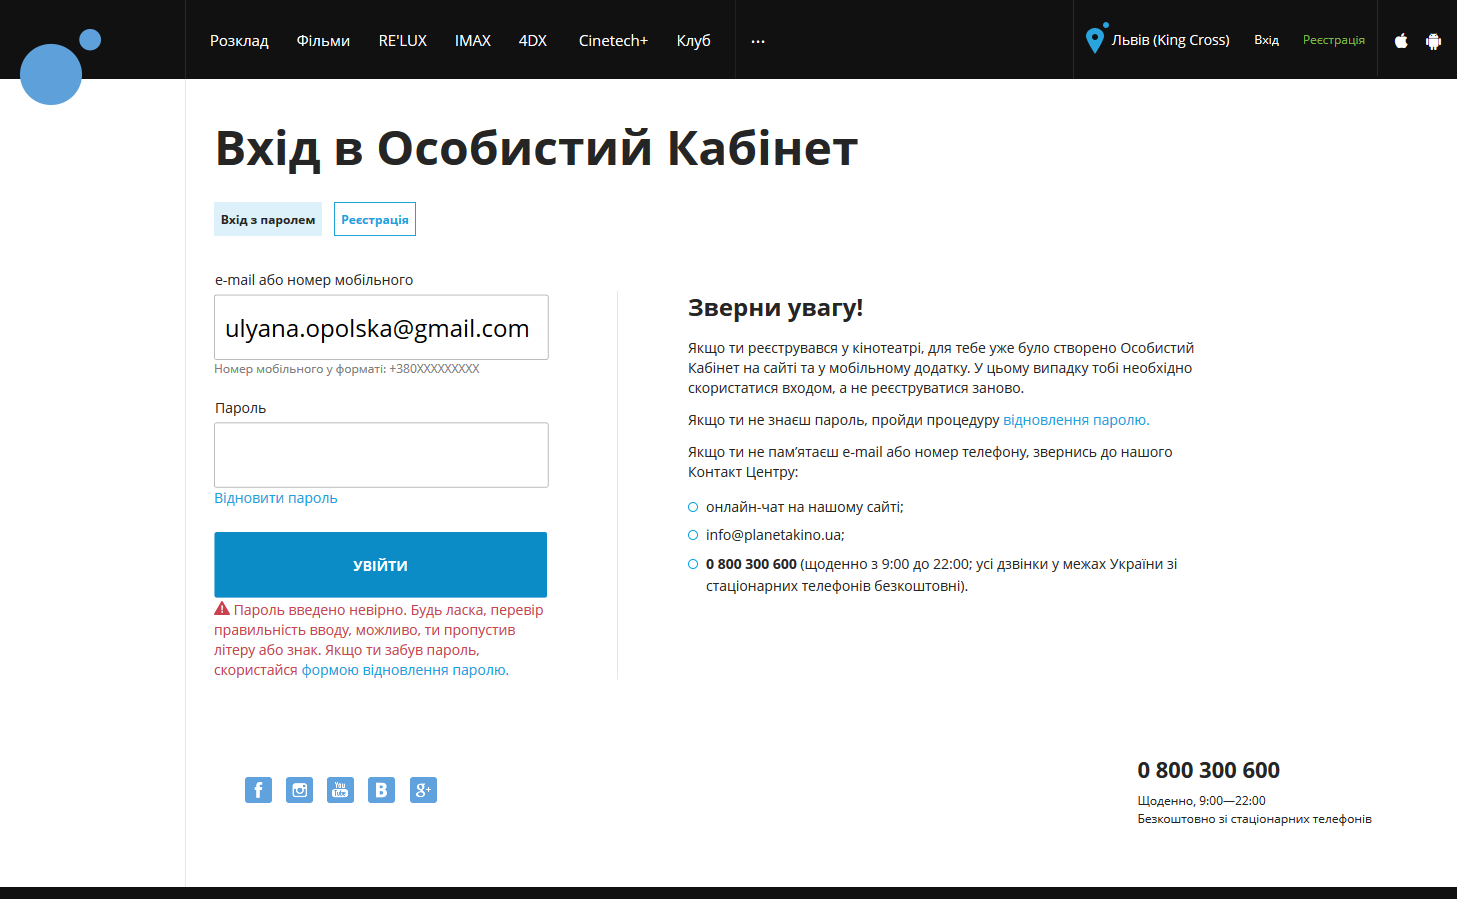 Розклад Фільми RE'LUX IMAX 4DX Cinetech+ Клуб ... Львів (King Cross) Вхід Реєстрація
Вхід в Особистий Кабінет
Вхід з паролем Реєстрація
e-mail або номер мобільного
ulyana.opolska@gmail.com
Номер мобільного у форматі: +380XXXXXXXXX
Пароль
Відновити пароль
УВІЙТИ
Пароль введено невірно. Будь ласка, перевір
правильність вводу, можливо, ти пропустив
літеру або знак. Якщо ти забув пароль,
скористайся формою відновлення паролю.
Зверни увагу!
Якщо ти реєструвався у кінотеатрі, для тебе уже було створено Особистий
Кабінет на сайті та у мобільному додатку. У цьому випадку тобі необхідно
скористатися входом, а не реєструватися заново.
Якщо ти не знаєш пароль, пройди процедуру відновлення паролю.
Якщо ти не пам’ятаєш e-mail або номер телефону, звернись до нашого
Контакт Центру:
онлайн-чат на нашому сайті;
info@planetakino.ua;
0 800 300 600 (щоденно з 9:00 до 22:00; усі дзвінки у межах України зі
стаціонарних телефонів безкоштовні).
f You Tube B g+
0 800 300 600
Щоденно, 9:00—22:00
Безкоштовно зі стаціонарних телефонів